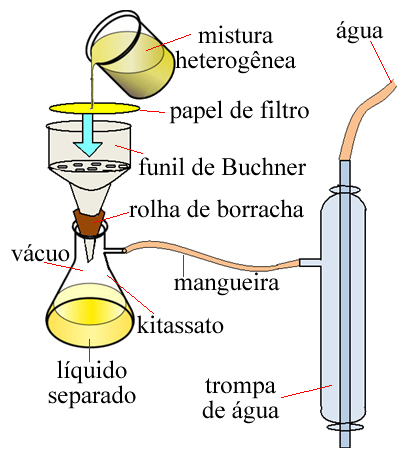 mistura
heterogênea
água
papel de filtro
funil de Buchner
rolha de borracha
vácuo
mangueira
kitassato
líquido
separado
trompa
de água